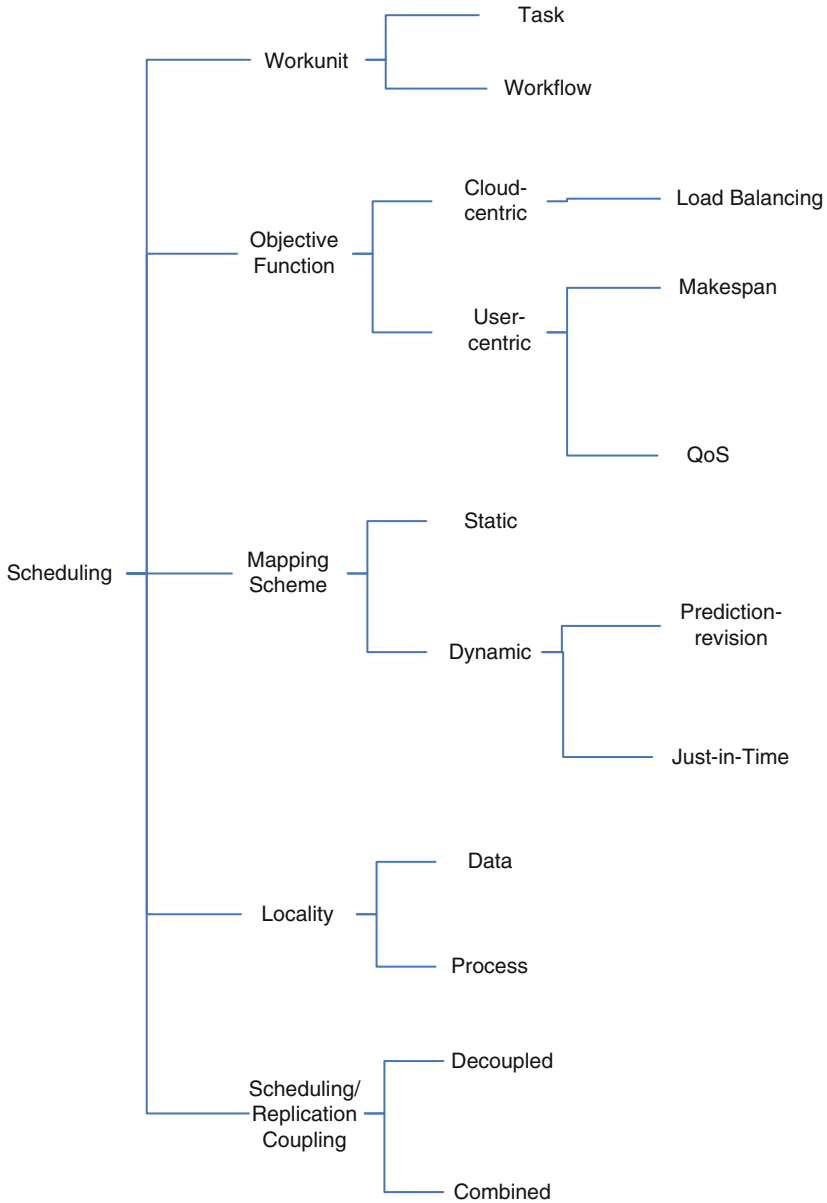 Task
Workunit
Workflow
Cloud-
centric
Load Balancing
Objective
Function
Makespan
User-
centric
QoS
Static
Scheduling
Mapping
Scheme
Prediction-
revision
Dynamic
Just-in-Time
Data
Locality
Process
Decoupled
Scheduling/
Replication
Coupling
Combined